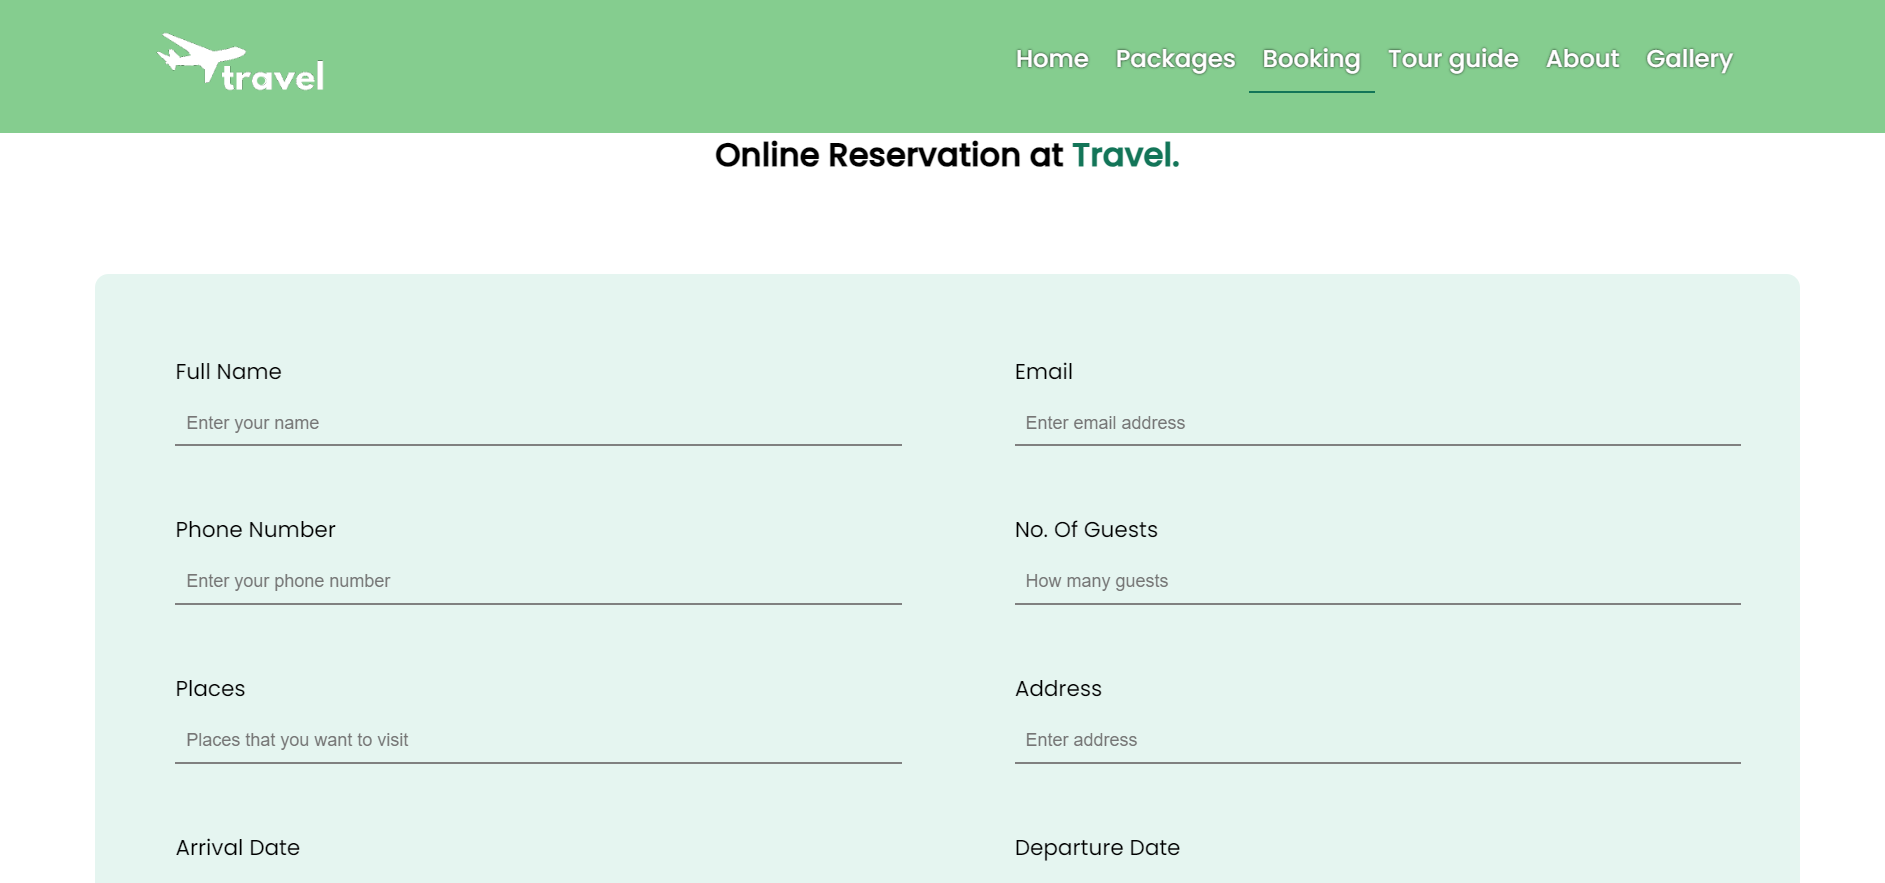 travel
Home Packages Booking Tour guide About Gallery
Online Reservation at Travel.
Full Name
Email
Enter your name
Enter email address
Phone Number
No. Of Guests
Enter your phone number
How many guests
Places
Address
Places that you want to visit
Enter address
Arrival Date
Departure Date